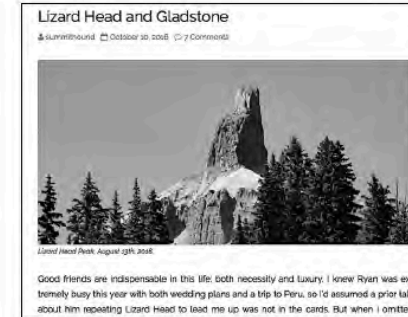 Lizard Head and Gladstone
summithound October 10, 2018 7 Comments
Lizard Head Peak, August 13th, 2018.
Good friends are indispensable in this life; both necessity and luxury. I knew Ryan was ex
tremely busy this year with both wedding plans and a trip to Peru, so I'd assumed a prior tal
about him repeating Lizard Head to lead me up was not in the cards. But when I omitte